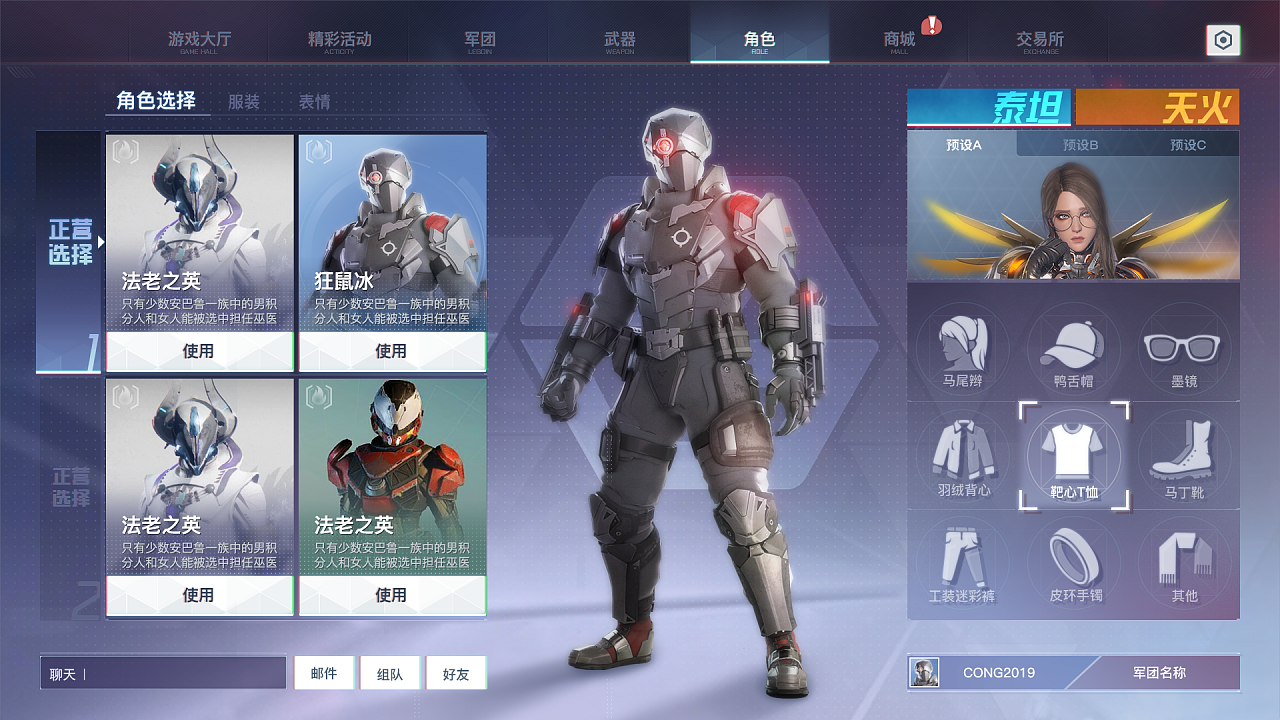 游戏大厅
GAME HALL
精彩活动
ACTICITY
军团
LEGOIN
武器
WEAPON
角色
ROLE
商城
MALL
交易所
EXCHANGE
角色选择
服装
表情
正营
选择
1
正营
选择
2
法老之英
只有少数安巴鲁一族中的男积
分人和女人能被选中担任巫医
使用
狂鼠冰
只有少数安巴鲁一族中的男积
分人和女人能被选中担任巫医
使用
法老之英
只有少数安巴鲁一族中的男积
分人和女人能被选中担任巫医
使用
法老之英
只有少数安巴鲁一族中的男积
分人和女人能被选中担任巫医
使用
聊天
邮件
组队
好友
泰坦
天火
预设A
预设B
预设C
马尾辫
鸭舌帽
墨镜
羽绒背心
靶心T恤
马丁靴
工装迷彩裤
皮环手镯
其他
CONG2019
军团名称